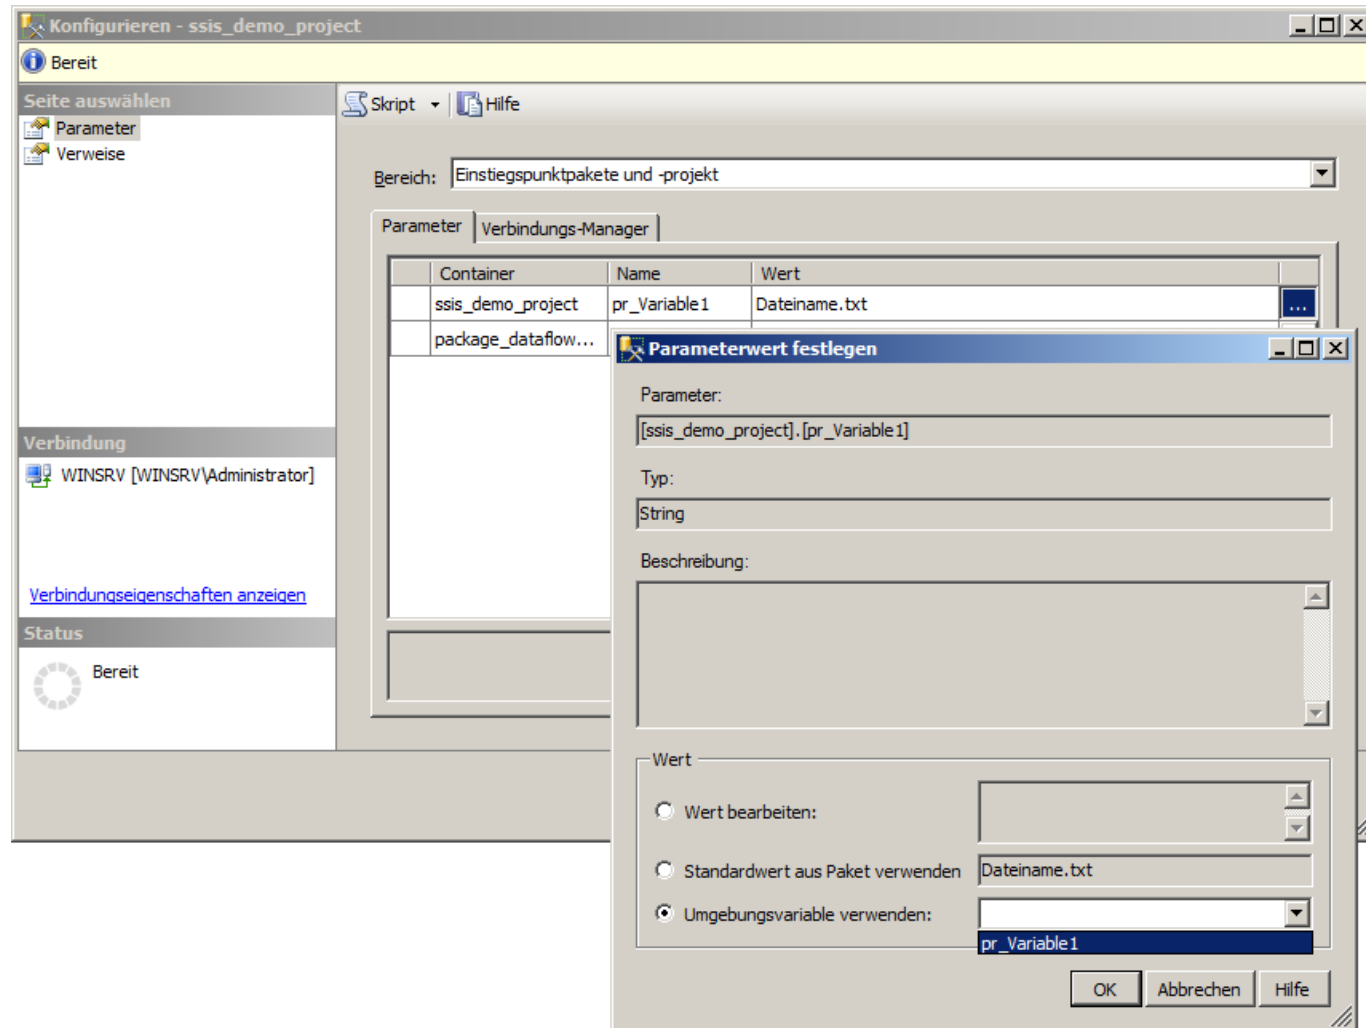 Konfigurieren - ssis_demo_project
Bereit
Seite auswählen
Parameter
Verweise
Skript
Hilfe
Bereich: Einstiegspunktpakete und -projekt
Parameter Verbindungs-Manager
Container Name Wert
ssis_demo_project pr_Variable1 Dateiname.txt ...
package_dataflow...
Verbindung
WINSRV [WINSRV\Administrator]
Verbindungseigenschaften anzeigen
Status
Bereit
Parameterwert festlegen
Parameter:
[ssis_demo_project].[pr_Variable1]
Typ:
String
Beschreibung:
Wert
Wert bearbeiten:
Standardwert aus Paket verwenden Dateiname.txt
Umgebungsvariable verwenden:
pr_Variable1
OK Abbrechen Hilfe